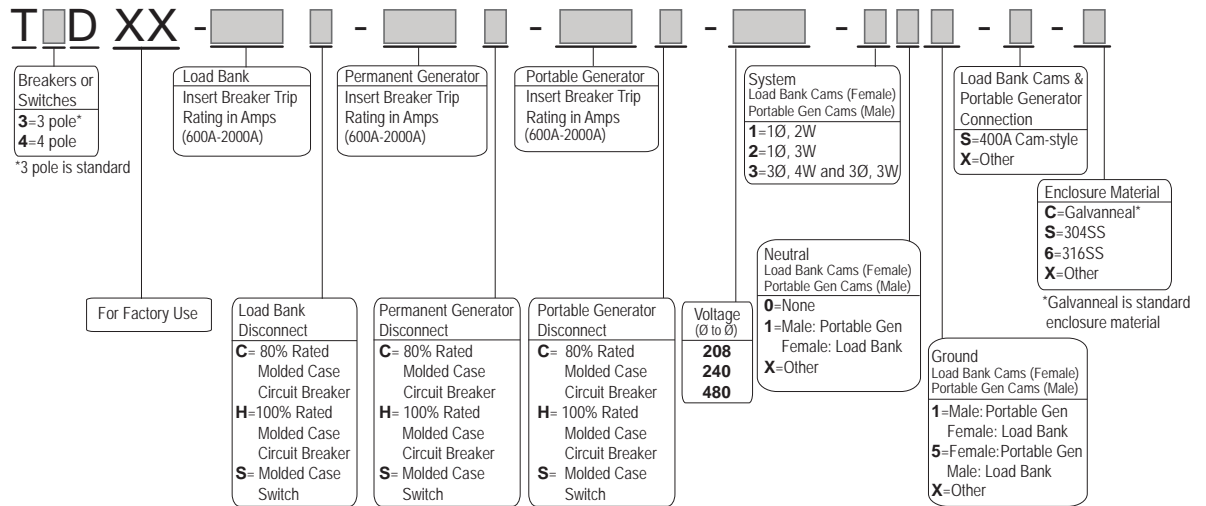 T D XX - - - - - - -
Breakers or
Switches
3=3 pole*
4=4 pole
*3 pole is standard
Load Bank
Insert Breaker Trip
Rating in Amps
(600A-2000A)
Permanent Generator
Insert Breaker Trip
Rating in Amps
(600A-2000A)
Portable Generator
Insert Breaker Trip
Rating in Amps
(600A-2000A)
System
Load Bank Cams (Female)
Portable Gen Cams (Male)
1=1Ø, 2W
2=1Ø, 3W
3=3Ø, 4W and 3Ø, 3W
Load Bank Cams &
Portable Generator
Connection
S=400A Cam-style
X=Other
Enclosure Material
C=Galvanneal*
S=304SS
6=316SS
X=Other
*Galvanneal is standard
enclosure material
For Factory Use
Load Bank
Disconnect
C= 80% Rated
Molded Case
Circuit Breaker
H=100% Rated
Molded Case
Circuit Breaker
S= Molded Case
Switch
Permanent Generator
Disconnect
C= 80% Rated
Molded Case
Circuit Breaker
H= 100% Rated
Molded Case
Circuit Breaker
S= Molded Case
Switch
Portable Generator
Disconnect
C= 80% Rated
Molded Case
Circuit Breaker
H= 100% Rated
Molded Case
Circuit Breaker
S= Molded Case
Switch
Voltage
(Ø to Ø)
208
240
480
Neutral
Load Bank Cams (Female)
Portable Gen Cams (Male)
0=None
1=Male: Portable Gen
Female: Load Bank
X=Other
Ground
Load Bank Cams (Female)
Portable Gen Cams (Male)
1=Male: Portable Gen
Female: Load Bank
5=Female: Portable Gen
Male: Load Bank
X=Other